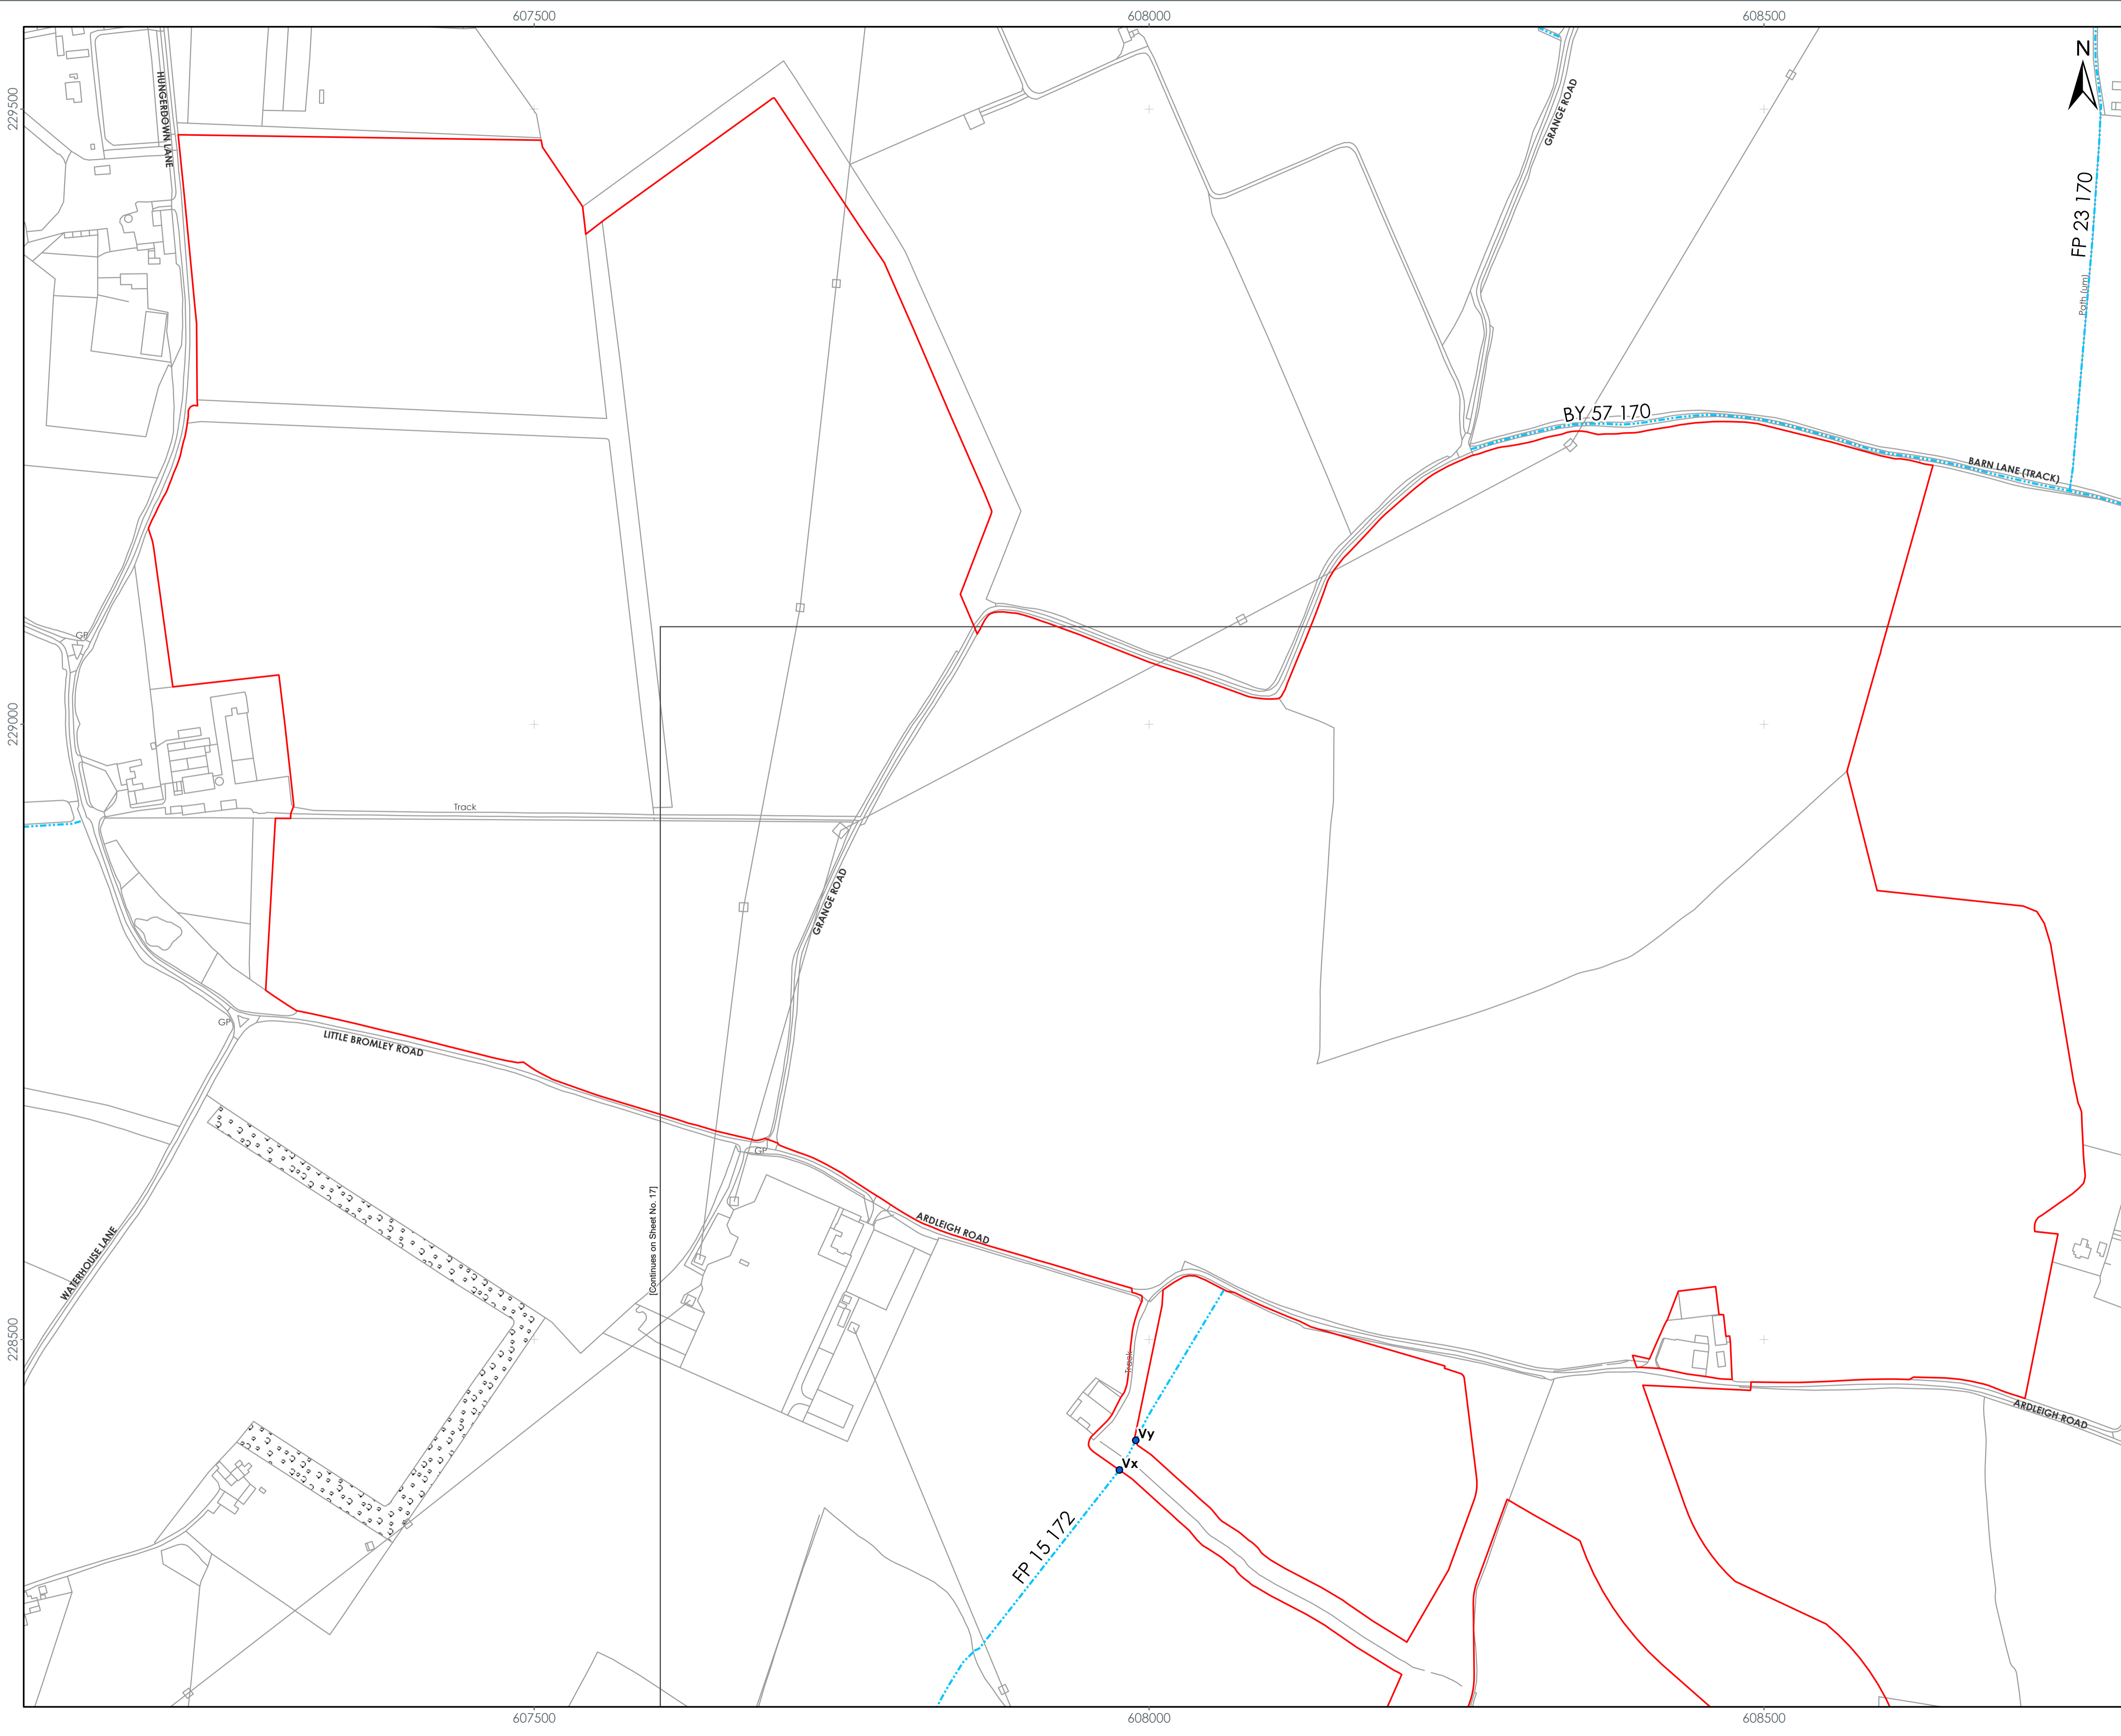 607500
608000
608500
229500
229000
228500
N
HUNGERDOWN LANE
GRANGE ROAD
FP 23 170
Path (um)
BY 57 170
BARN LANE (TRACK)
GP
Track
GRANGE ROAD
GP
LITTLE BROMLEY ROAD
GP
[Continues on Sheet No. 17]
WATERHOUSE LANE
ARDLEIGH ROAD
Track
ARDLEIGH ROAD
Vy
Vx
FP 15 172
607500
608000
608500